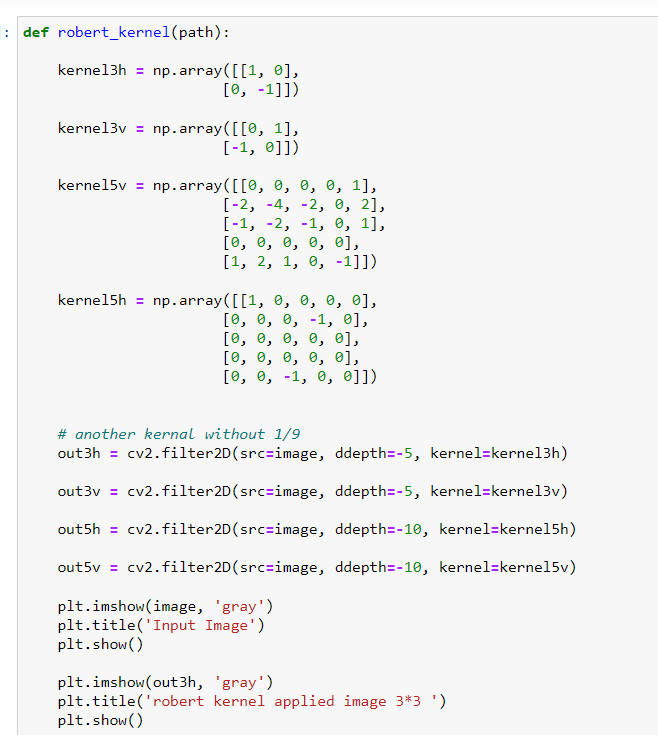 : def robert_kernel(path):
kernel3h = np.array([[1, 0],
[0, -1]])
kernel3v = np.array([[0, 1],
[-1, 0]])
kernel5v = np.array([[0, 0, 0, 0, 1],
[-2, -4, -2, 0, 2],
[-1, -2, -1, 0, 1],
[0, 0, 0, 0, 0],
[1, 2, 1, 0, -1]])
kernel5h = np.array([[1, 0, 0, 0, 0],
[0, 0, 0, -1, 0],
[0, 0, 0, 0, 0],
[0, 0, 0, 0, 0],
[0, 0, -1, 0, 0]])
# another kernal without 1/9
out3h = cv2.filter2D(src=image, ddepth=-5, kernel=kernel3h)
out3v = cv2.filter2D(src=image, ddepth=-5, kernel=kernel3v)
out5h = cv2.filter2D(src=image, ddepth=-10, kernel=kernel5h)
out5v = cv2.filter2D(src=image, ddepth=-10, kernel=kernel5v)
plt.imshow(image, 'gray')
plt.title('Input Image')
plt.show()
plt.imshow(out3h, 'gray')
plt.title('robert kernel applied image 3*3 ')
plt.show()